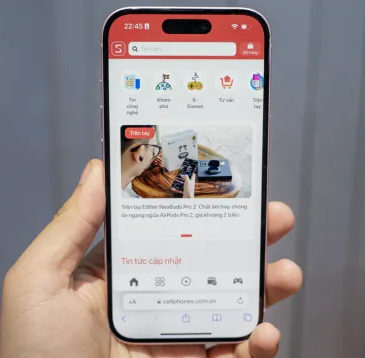 22:46
S
Tìm kiếm
Giỏ hàng
Tin
công
nghệ
Khám
phá
S-
Games
Tư vấn
Trên
tay
Trên tay
Trên tay Edifier NeoBuds Pro 2: Chất âm hay, chống
ồn ngang ngửa AirPods Pro 2, giá khoảng 2 triệu
Tin tức cập nhật
AA
cellphones.com.vn